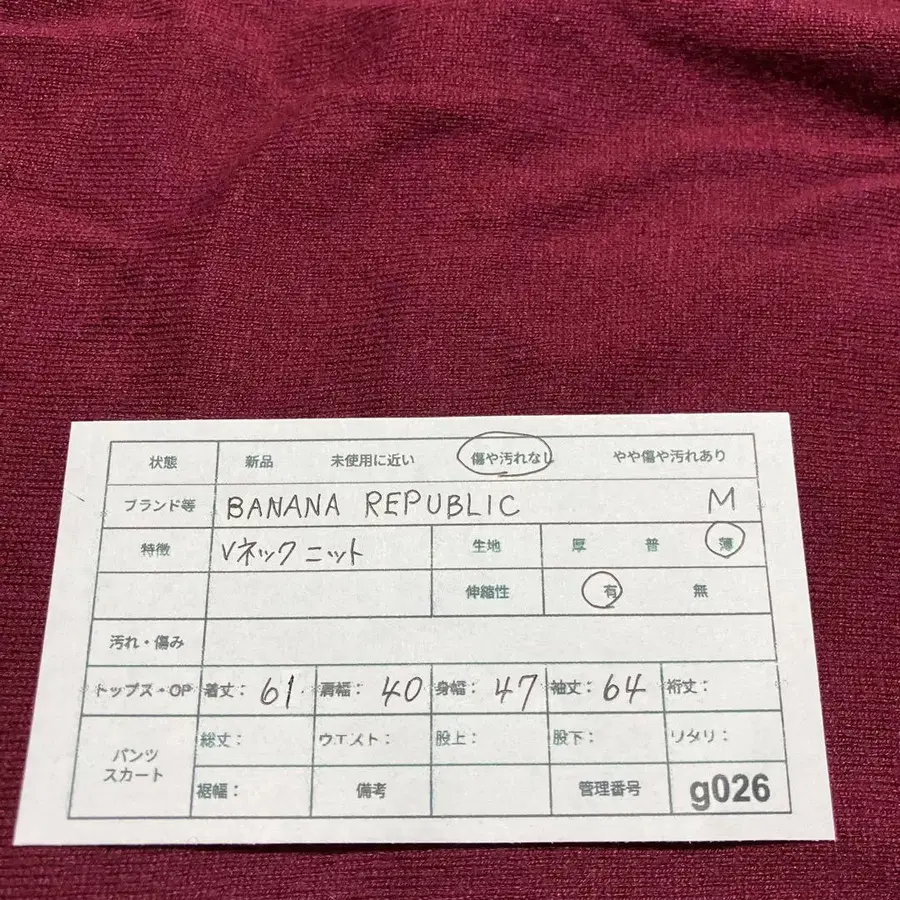 状態 新品 未使用に近い 傷や汚れなし やや傷や汚れあり
ブランド等 BANANA REPUBLIC M
特徴 Vネックニット 生地 厚 普 薄
伸縮性 有 無
汚れ・傷み
トップス・OP 着丈： 61 肩幅： 40 身幅： 47 袖丈： 64 裄丈：
パンツ スカート 総丈： ウエスト： 股上： 股下： ワタリ：
裾幅： 備考 管理番号 g026